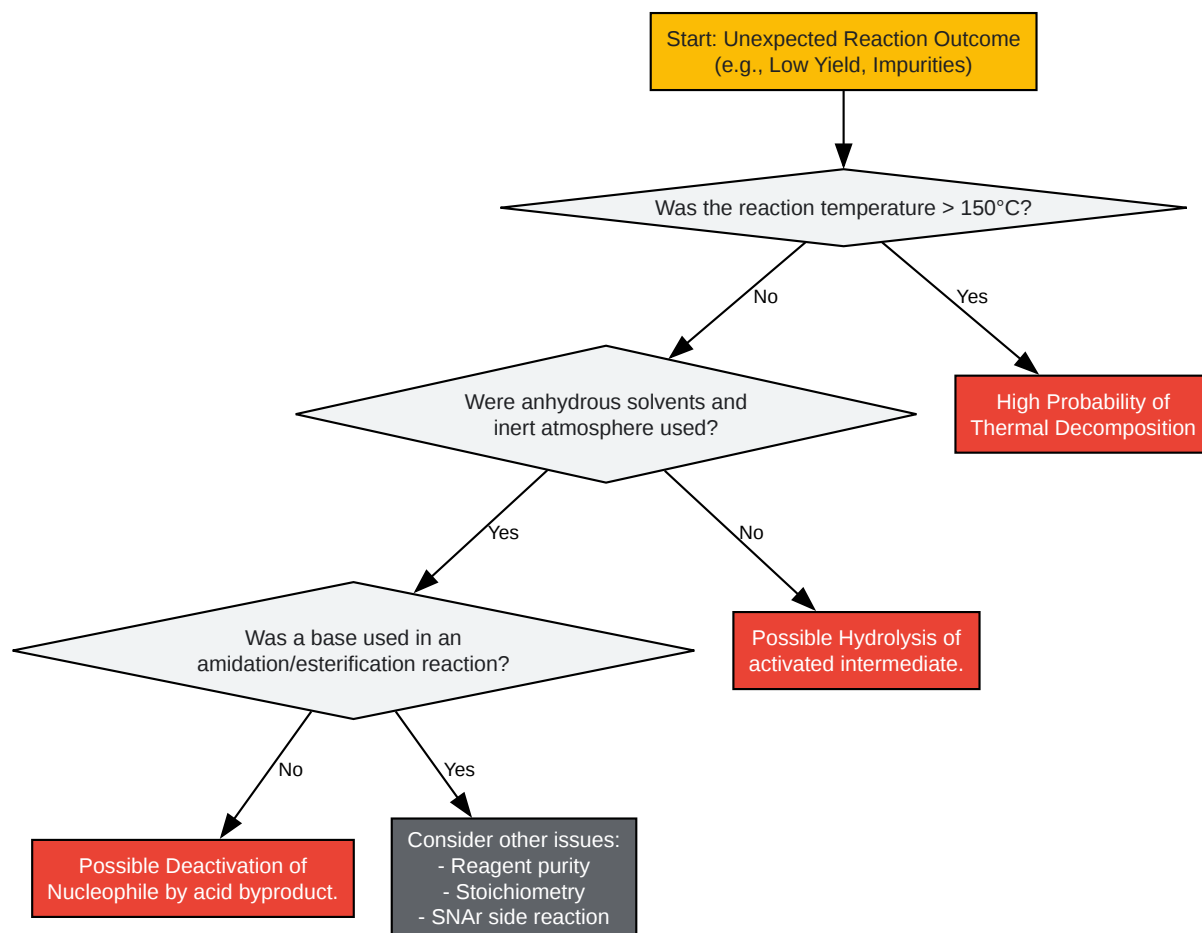 Start: Unexpected Reaction Outcome
(e.g., Low Yield, Impurities)
Was the reaction temperature > 150°C?
No
Yes
Were anhydrous solvents and
inert atmosphere used?
High Probability of
Thermal Decomposition
Yes
No
Was a base used in an
amidation/esterification reaction?
Possible Hydrolysis of
activated intermediate.
No
Yes
Possible Deactivation of
Nucleophile by acid byproduct.
Consider other issues:
- Reagent purity
- Stoichiometry
- SNAr side reaction